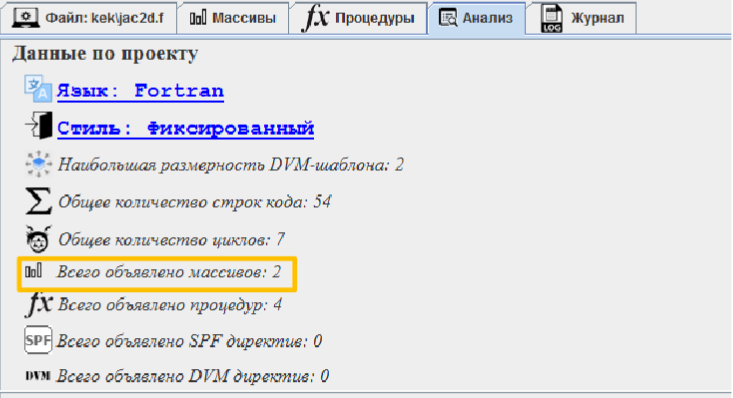 Файл: kek\jac2d.f Массивы fx Процедуры Анализ LOG Журнал
Данные по проекту
Язык: Fortran
Стиль: Фиксированный
Наибольшая размерность DVM-шаблона: 2
Σ Общее количество строк кода: 54
Общее количество циклов: 7
Всего объявлено массивов: 2
fx Всего объявлено процедур: 4
SPF Всего объявлено SPF директив: 0
DVM Всего объявлено DVM директив: 0